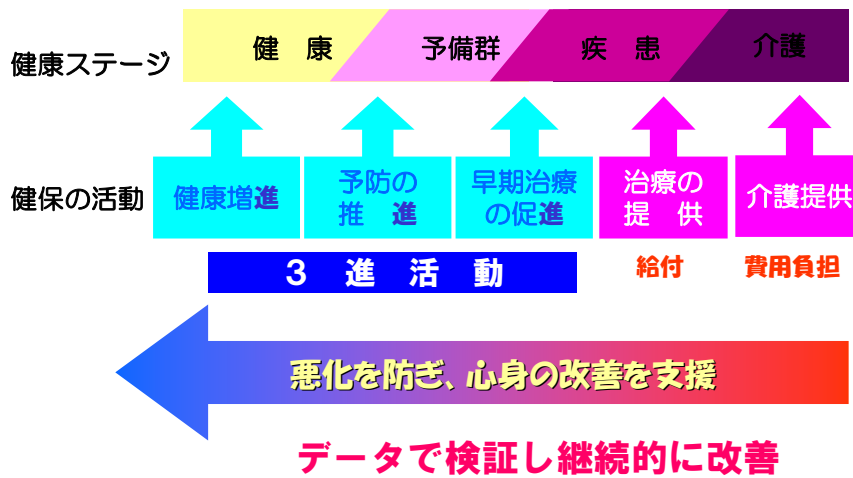 健康ステージ
健　康
予備群
疾　患
介護
健保の活動
健康増進
予防の
推　進
早期治療
の促進
治療の
提　供
介護提供
３　進　活　動
給付
費用負担
悪化を防ぎ、心身の改善を支援
データで検証し継続的に改善